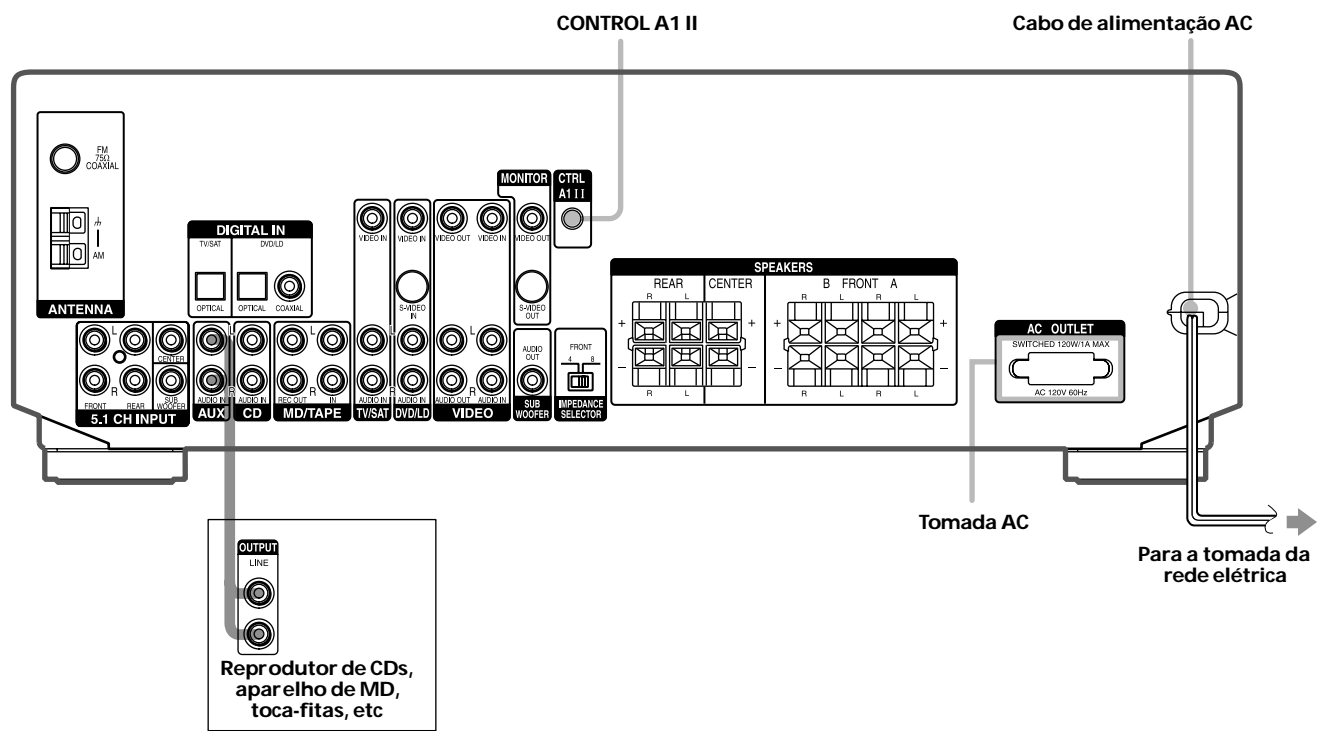 CONTROL A1 II
Cabo de alimentação AC
FM
75Ω
COAXIAL
AM
ANTENNA
DIGITAL IN
TV/SAT
DVD/LD
OPTICAL
OPTICAL
COAXIAL
MONITOR
CTRL
A1 II
VIDEO IN
VIDEO IN
VIDEO OUT
VIDEO IN
VIDEO OUT
S-VIDEO
IN
S-VIDEO
OUT
SPEAKERS
REAR
CENTER
B FRONT A
R L
R L R L
+ + + +
– – – –
R L
R L R L
AC OUTLET
SWITCHED 120W/1A MAX
AC 120V 60Hz
L
R
CENTER
FRONT
REAR
SUB
WOOFER
5.1 CH INPUT
L
R
AUDIO IN
AUX
AUDIO IN
CD
L
R
REC OUT
IN
MD/TAPE
L
R
AUDIO IN
TV/SAT
AUDIO IN
DVD/LD
L
R
AUDIO OUT
AUDIO IN
VIDEO
AUDIO
OUT
SUB
WOOFER
FRONT
4 8
IMPEDANCE
SELECTOR
Tomada AC
Para a tomada da
rede elétrica
OUTPUT
LINE
Reprodutor de CDs,
aparelho de MD,
toca-fitas, etc